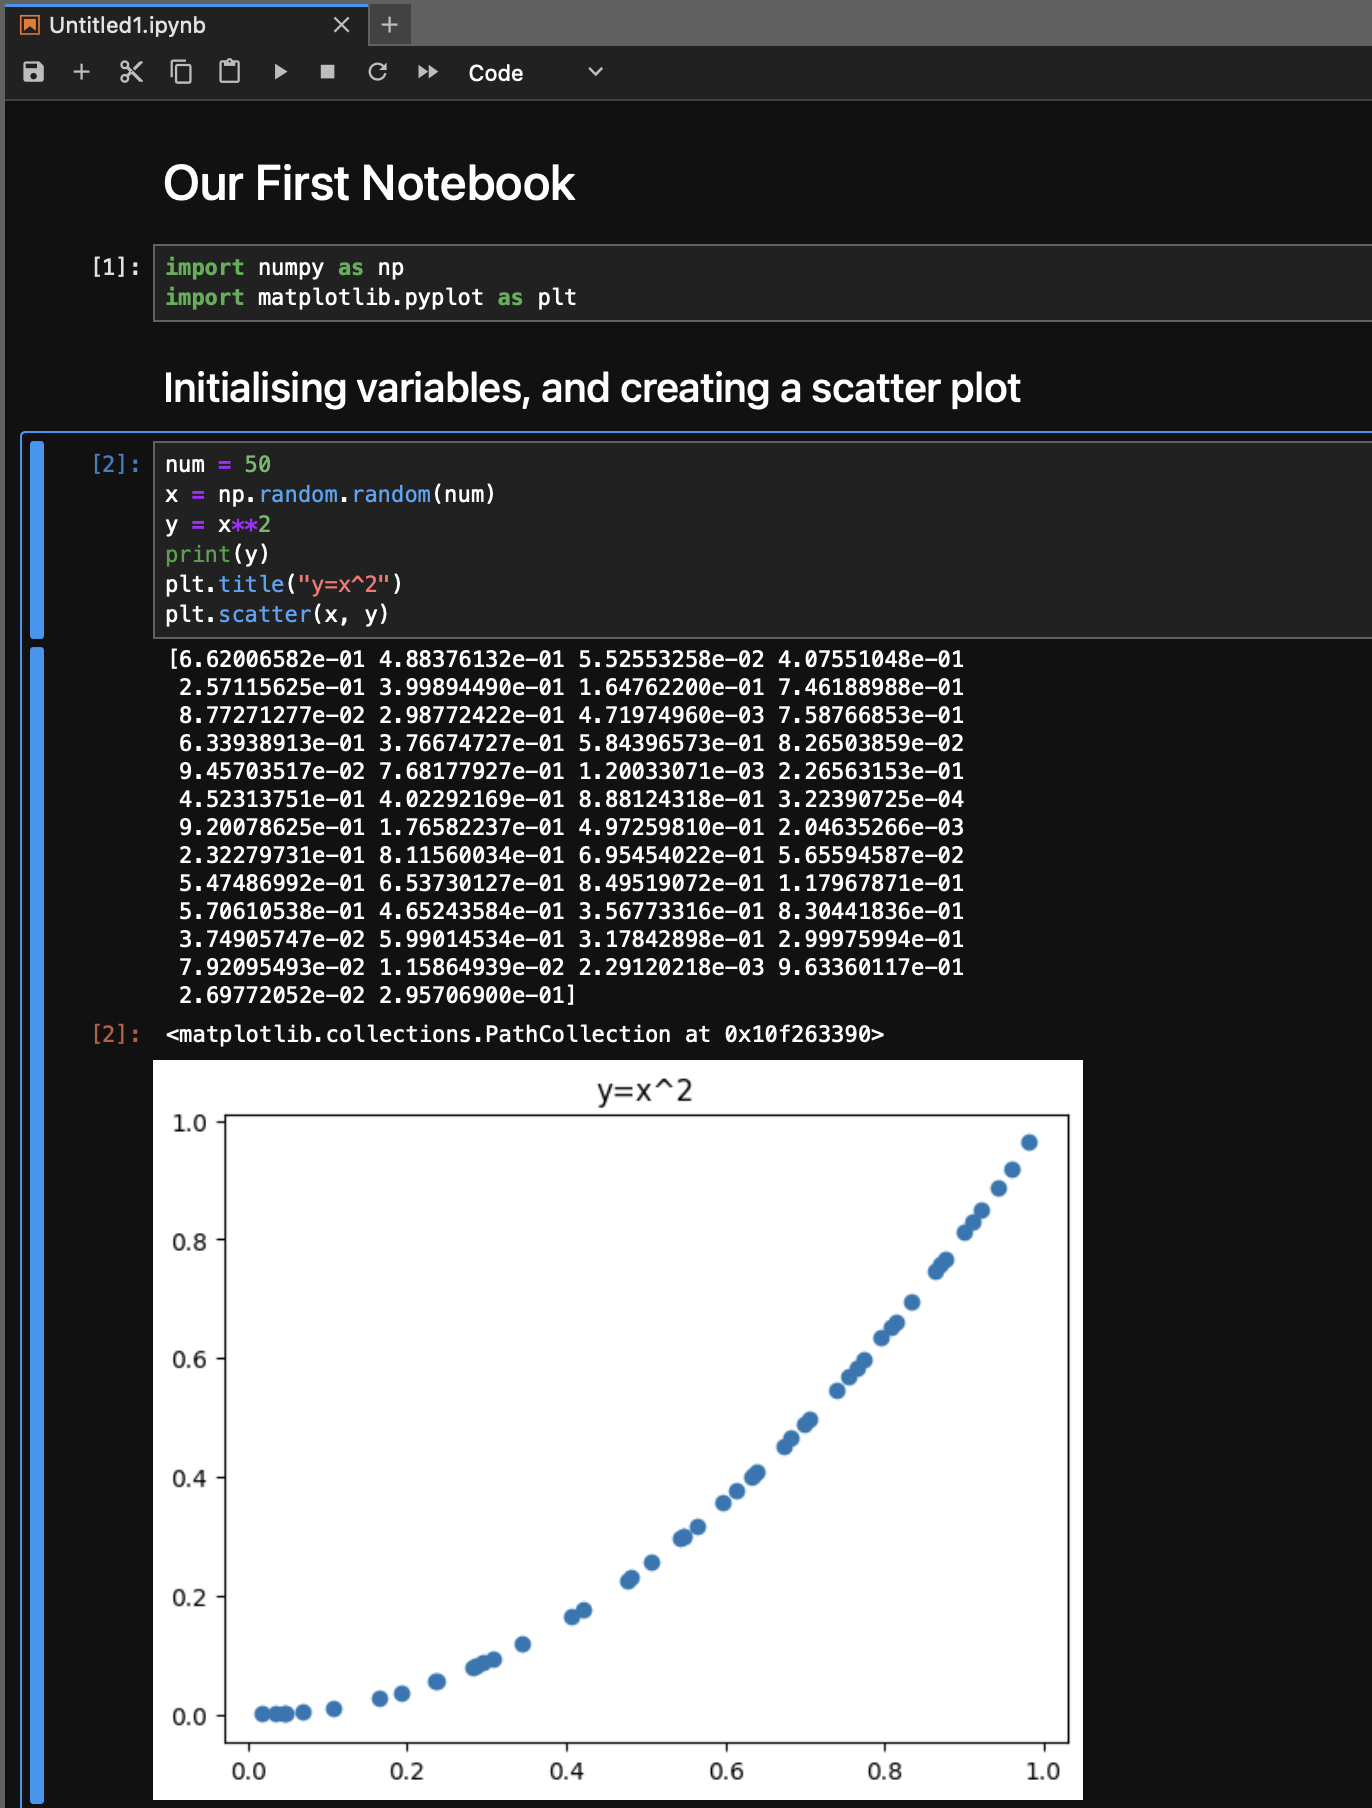 Untitled1.ipynb
Code
Our First Notebook
[1]:
import numpy as np
import matplotlib.pyplot as plt
Initialising variables, and creating a scatter plot
[2]:
num = 50
x = np.random.random(num)
y = x**2
print(y)
plt.title("y=x^2")
plt.scatter(x, y)
[6.62006582e-01 4.88376132e-01 5.52553258e-02 4.07551048e-01
2.57115625e-01 3.99894490e-01 1.64762200e-01 7.46188988e-01
8.77271277e-02 2.98772422e-01 4.71974960e-03 7.58766853e-01
6.33938913e-01 3.76674727e-01 5.84396573e-01 8.26503859e-02
9.45703517e-02 7.68177927e-01 1.20033071e-03 2.26563153e-01
4.52313751e-01 4.02292169e-01 8.88124318e-01 3.22390725e-04
9.20078625e-01 1.76582237e-01 4.97259810e-01 2.04635266e-03
2.32279731e-01 8.11560034e-01 6.95454022e-01 5.65594587e-02
5.47486992e-01 6.53730127e-01 8.49519072e-01 1.17967871e-01
5.70610538e-01 4.65243584e-01 3.56773316e-01 8.30441836e-01
3.74905747e-02 5.99014534e-01 3.17842898e-01 2.99975994e-01
7.92095493e-02 1.15864939e-02 2.29120218e-03 9.63360117e-01
2.69772052e-02 2.95706900e-01]
[2]:
<matplotlib.collections.PathCollection at 0x10f263390>
y=x^2
1.0
0.8
0.6
0.4
0.2
0.0
0.0 0.2 0.4 0.6 0.8 1.0